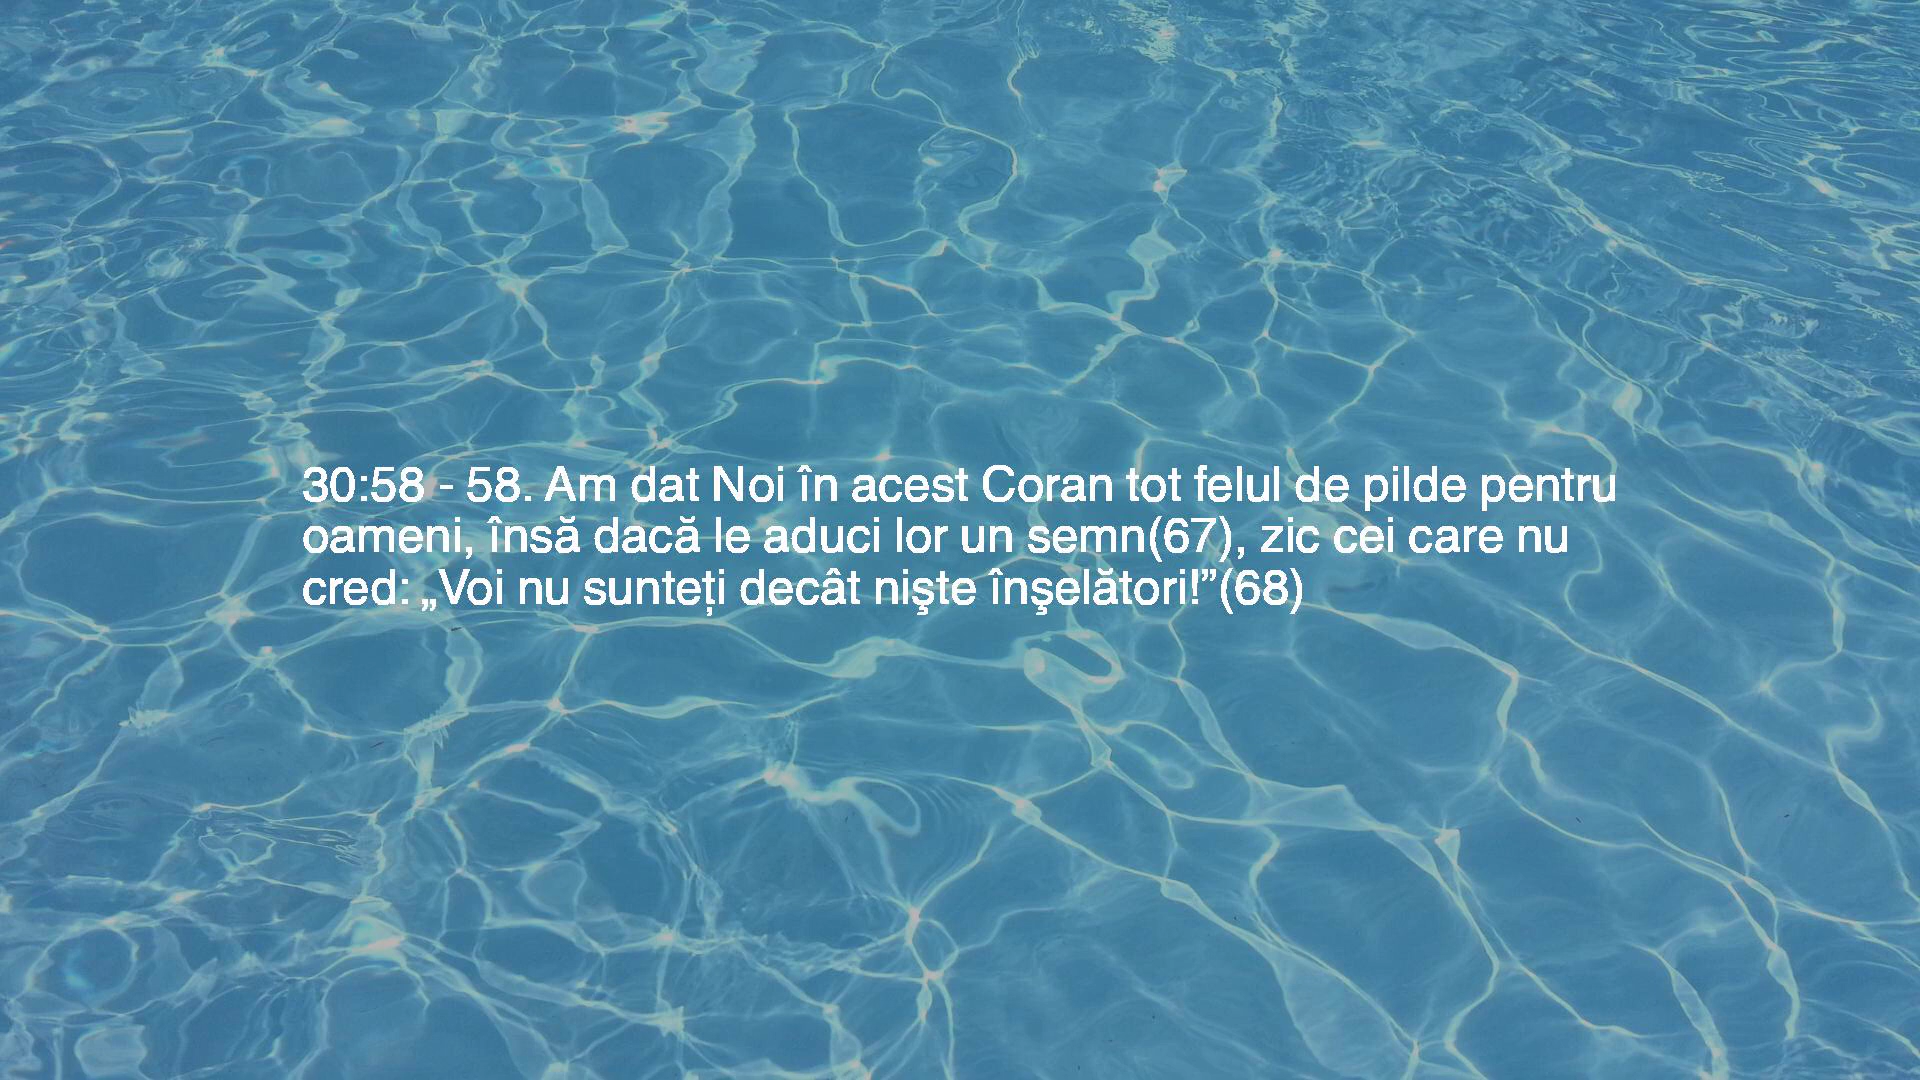 30:58 - 58. Am dat Noi în acest Coran tot felul de pilde pentru
oameni, însă dacă le aduci lor un semn(67), zic cei care nu
cred: „Voi nu sunteți decât nişte înşelători!”(68)